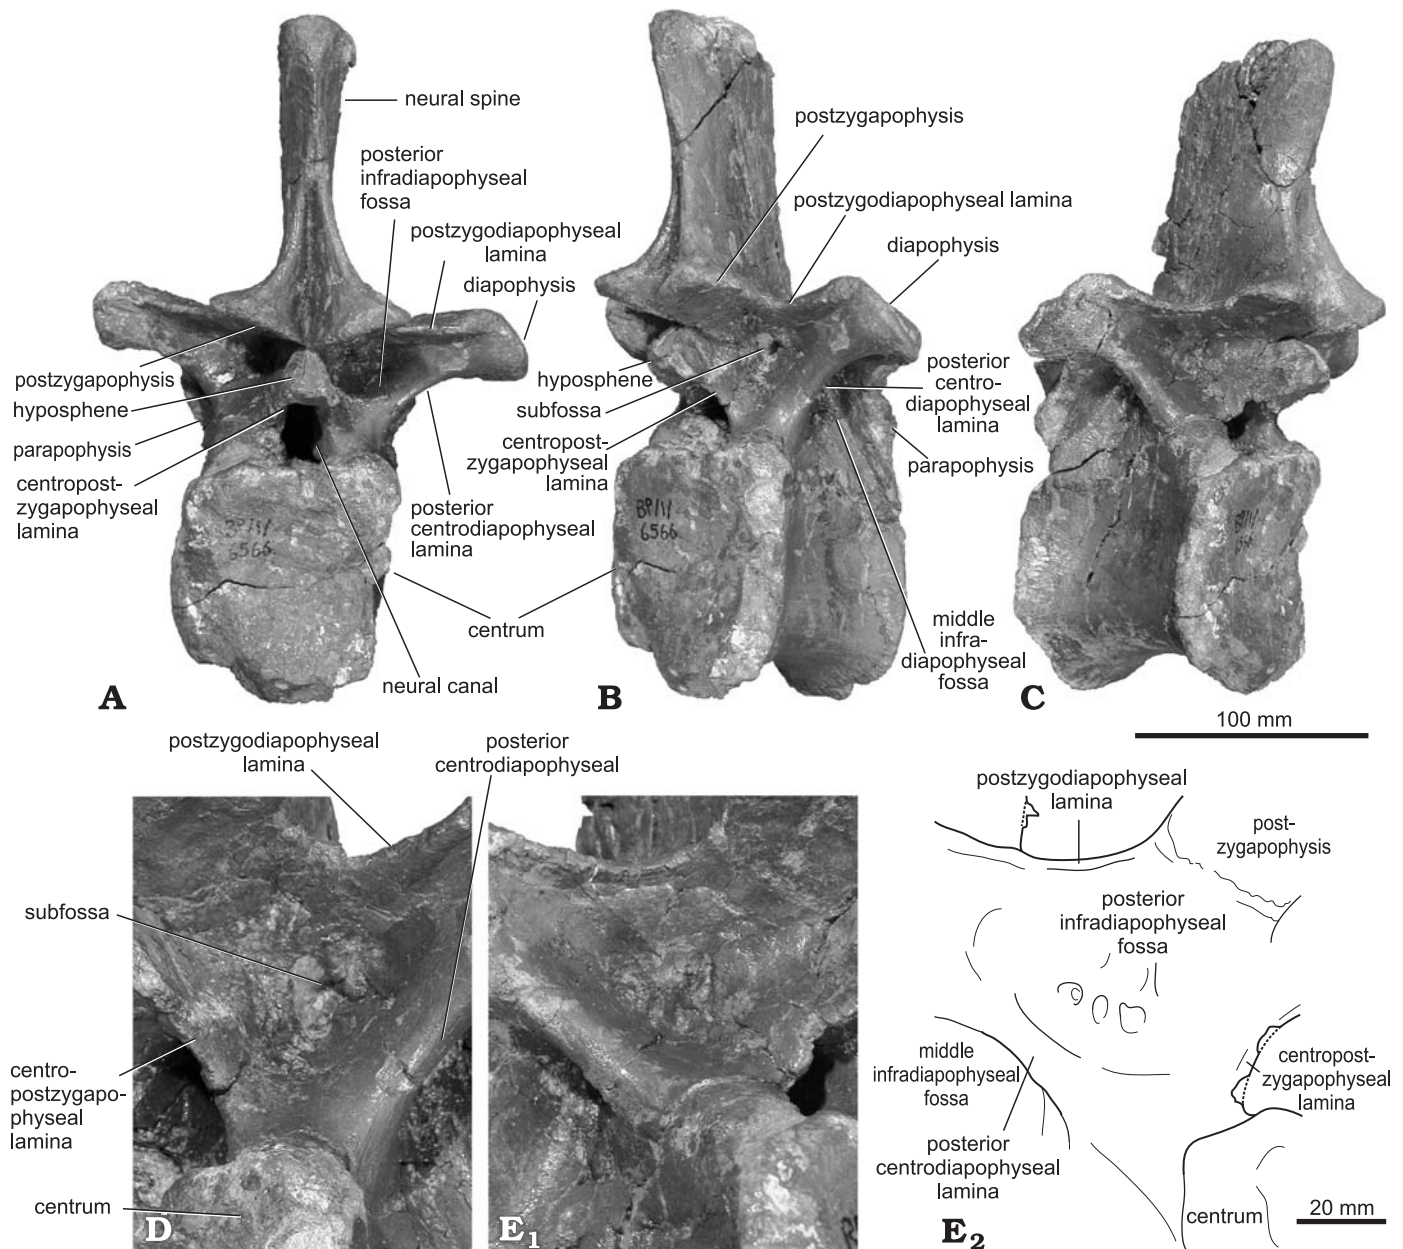 neural spine
posterior
infradiapophyseal
fossa
postzygodiapophyseal
lamina
diapophysis
postzygapophysis
hyposphene
parapophysis
centropost-
zygapophyseal
lamina
posterior
centrodiapophyseal
lamina
centrum
neural canal
BP/1/
6566
A
postzygapophysis
postzygodiapophyseal lamina
diapophysis
hyposphene
subfossa
centropost-
zygapophyseal
lamina
posterior
centro-
diapophyseal
lamina
parapophysis
middle
infra-
diapophyseal
fossa
BP/1/
6566
B
BP/1/
6566
C
100 mm
postzygodiapophyseal
lamina
posterior
centrodiapophyseal
subfossa
centro-
postzygapo-
physeal
lamina
centrum
D
E1
postzygodiapophyseal
lamina
post-
zygapophysis
posterior
infradiapophyseal
fossa
middle
infradiapophyseal
fossa
centropost-
zygapophyseal
lamina
posterior
centrodiapophyseal
lamina
centrum
E2
20 mm